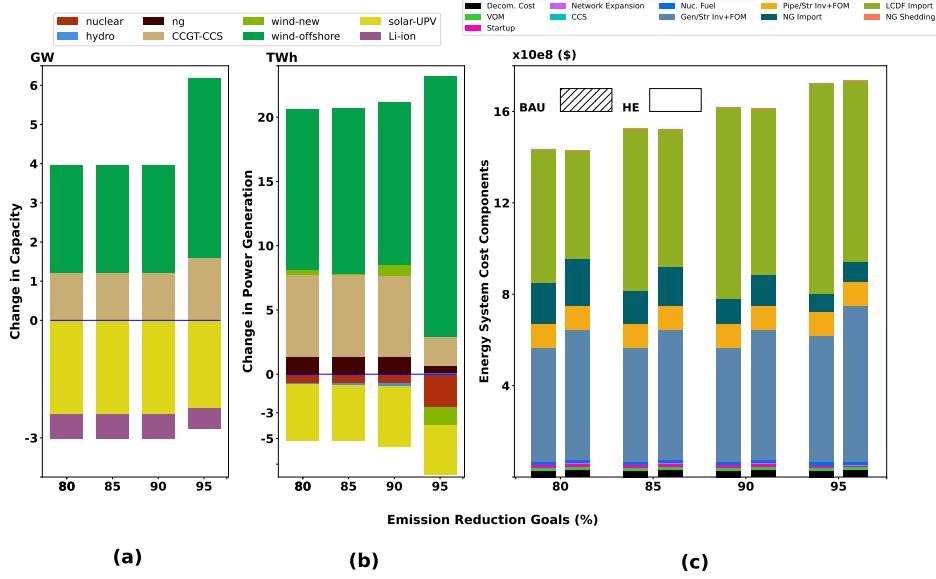 nuclear ng wind-new solar-UPV
hydro CCGT-CCS wind-offshore Li-ion
Decom. Cost Network Expansion Nuc. Fuel Pipe/Str Inv+FOM LCDF Import
VOM CCS Gen/Str Inv+FOM NG Import NG Shedding
Startup
GW
Change in Capacity
6
5
4
3
2
1
0
-3
80 85 90 95
(a)
TWh
Change in Power Generation
20
15
10
5
0
-3
-5
80 85 90 95
(b)
x10e8 ($)
Energy System Cost Components
BAU HE
16
12
8
4
80 85 90 95
(c)
Emission Reduction Goals (%)